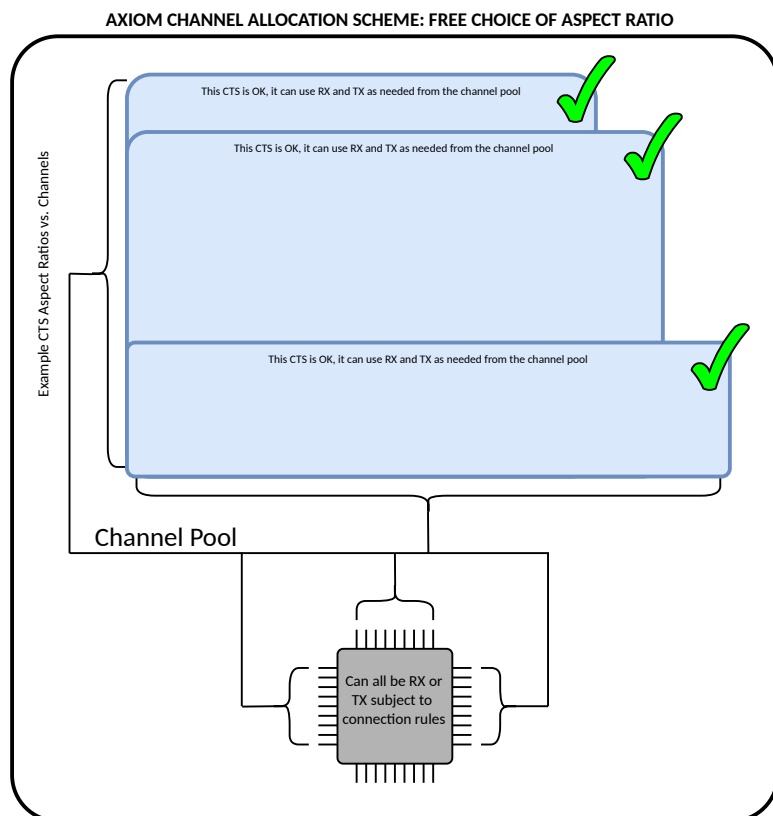 AXIOM CHANNEL ALLOCATION SCHEME: FREE CHOICE OF ASPECT RATIO
This CTS is OK, it can use RX and TX as needed from the channel pool
This CTS is OK, it can use RX and TX as needed from the channel pool
Example CTS Aspect Ratios vs. Channels
This CTS is OK, it can use RX and TX as needed from the channel pool
Channel Pool
Can all be RX or
TX subject to
connection rules